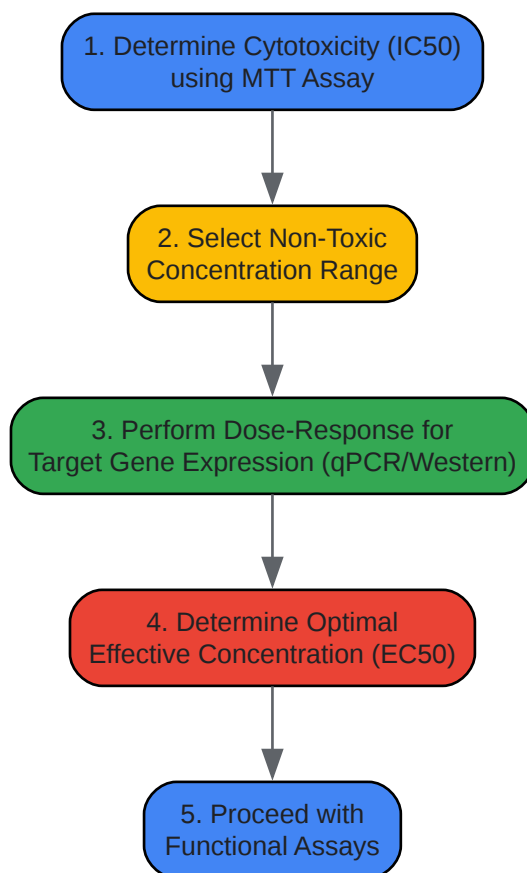 1. Determine Cytotoxicity (IC50)
using MTT Assay
2. Select Non-Toxic
Concentration Range
3. Perform Dose-Response for
Target Gene Expression (qPCR/Western)
4. Determine Optimal
Effective Concentration (EC50)
5. Proceed with
Functional Assays